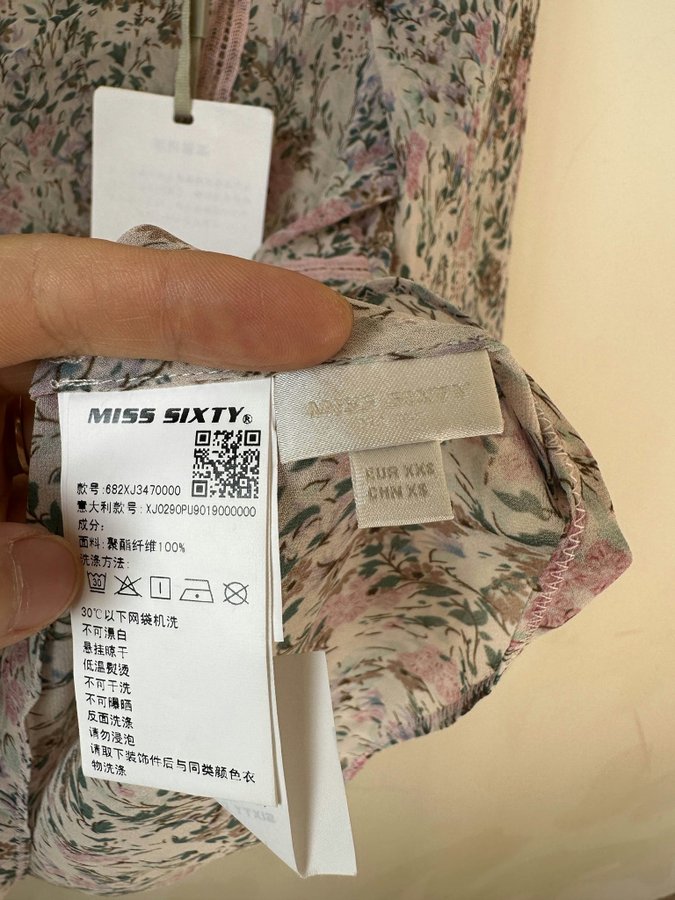 MISS SIXTY®
款号:682XJ3470000
意大利款号: XJ0290PU9019000000
成分:
面料:聚酯纤维100%
洗涤方法:
30
30℃以下网袋机洗
不可漂白
悬挂晾干
低温熨烫
不可干洗
不可曝晒
反面洗涤
请勿浸泡
请取下装饰件后与同类颜色衣
物洗涤
MISS SIXTY
EUR XXS
CHN XS